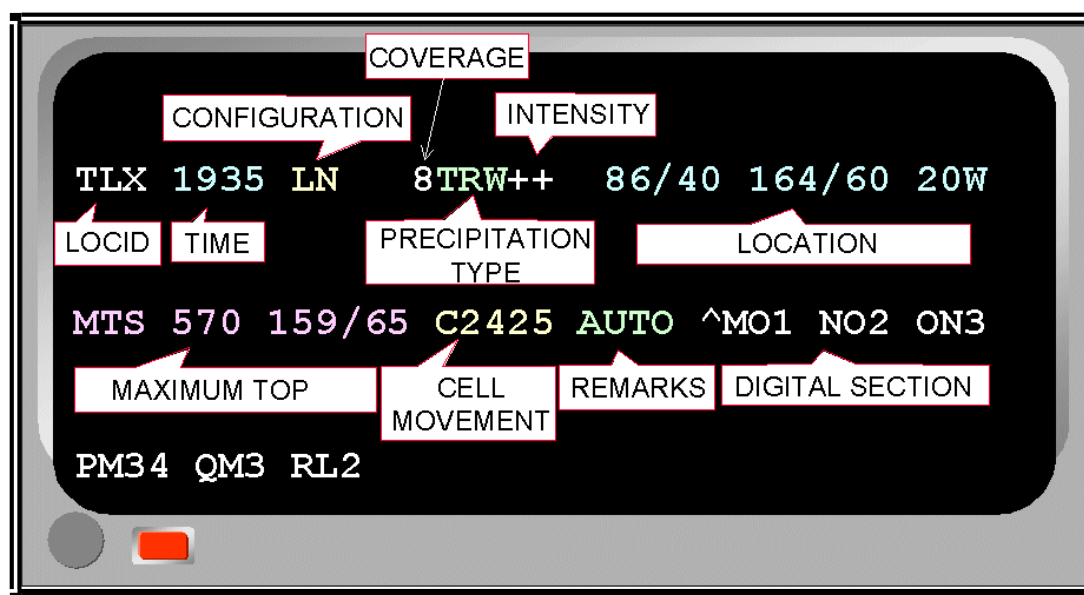 COVERAGE
CONFIGURATION INTENSITY
TLX 1935 LN 8TRW++ 86/40 164/60 20W
LOCID TIME PRECIPITATION TYPE LOCATION
MTS 570 159/65 C2425 AUTO ^MO1 NO2 ON3
MAXIMUM TOP CELL MOVEMENT REMARKS DIGITAL SECTION
PM34 QM3 RL2